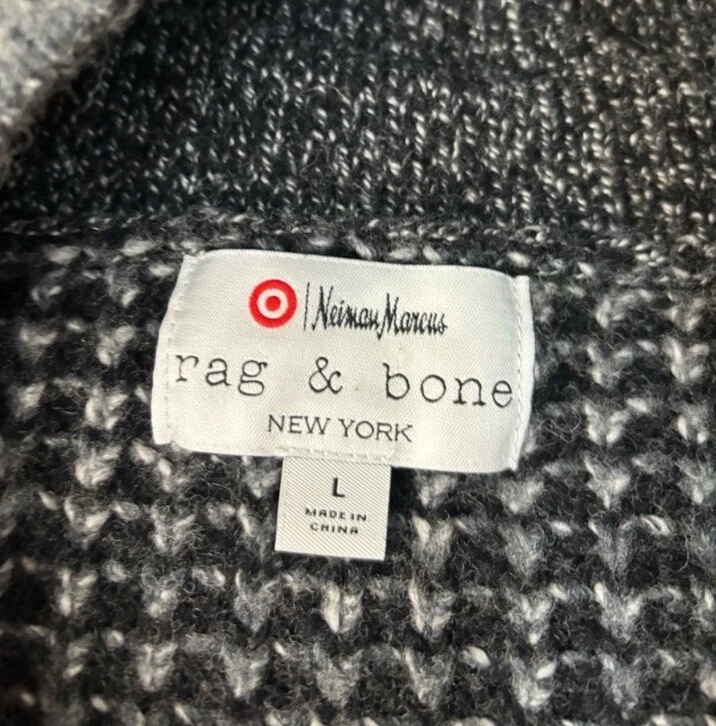 Neiman Marcus
rag & bone
NEW YORK
L
MADE IN
CHINA